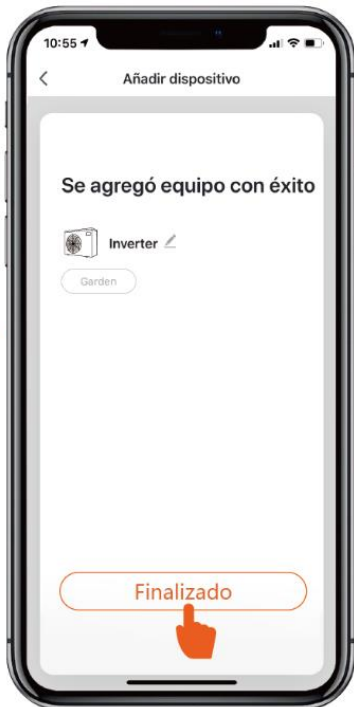 10:55
Añadir dispositivo
Se agregó equipo con éxito
Inverter
Garden
Finalizado